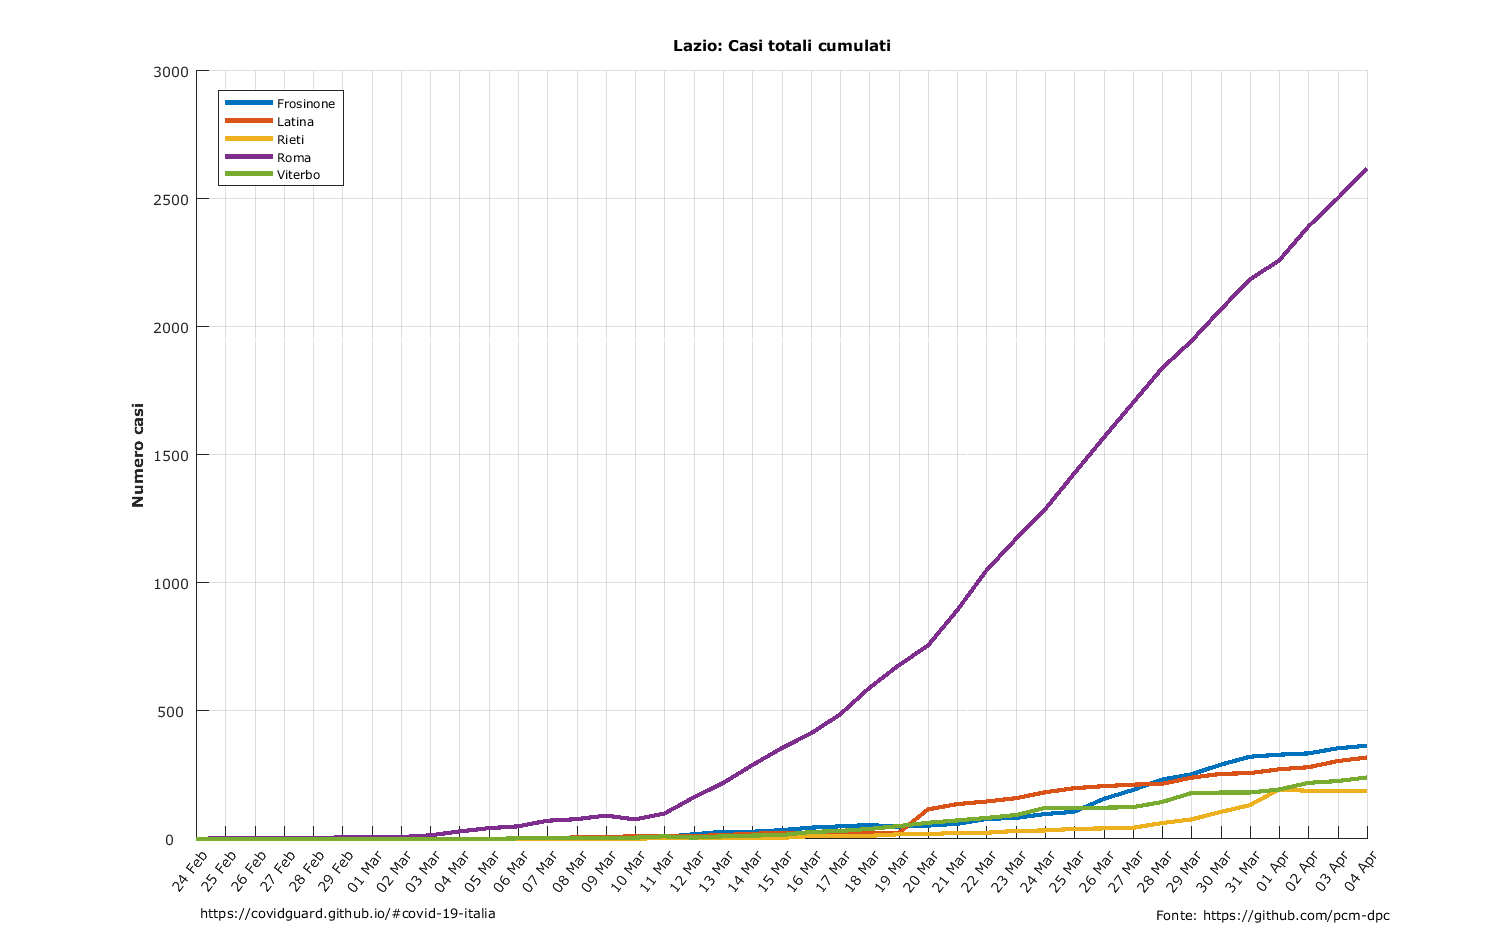 Lazio: Casi totali cumulati
3000
2500
2000
1500
1000
500
0
Numero casi
Frosinone
Latina
Rieti
Roma
Viterbo
24 Feb
25 Feb
26 Feb
27 Feb
28 Feb
29 Feb
01 Mar
02 Mar
03 Mar
04 Mar
05 Mar
06 Mar
07 Mar
08 Mar
09 Mar
10 Mar
11 Mar
12 Mar
13 Mar
14 Mar
15 Mar
16 Mar
17 Mar
18 Mar
19 Mar
20 Mar
21 Mar
22 Mar
23 Mar
24 Mar
25 Mar
26 Mar
27 Mar
28 Mar
29 Mar
30 Mar
31 Mar
01 Apr
02 Apr
03 Apr
04 Apr
https://covidguard.github.io/#covid-19-italia
Fonte: https://github.com/pcm-dpc